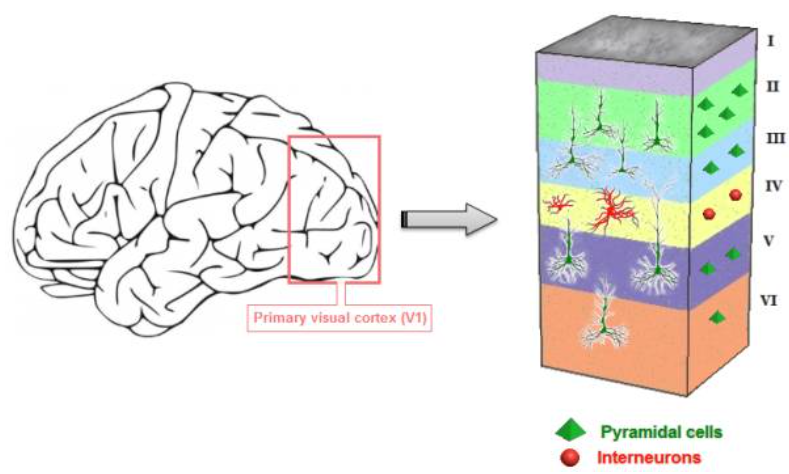 I
II
III
IV
V
VI
Primary visual cortex (V1)
Pyramidal cells
Interneurons